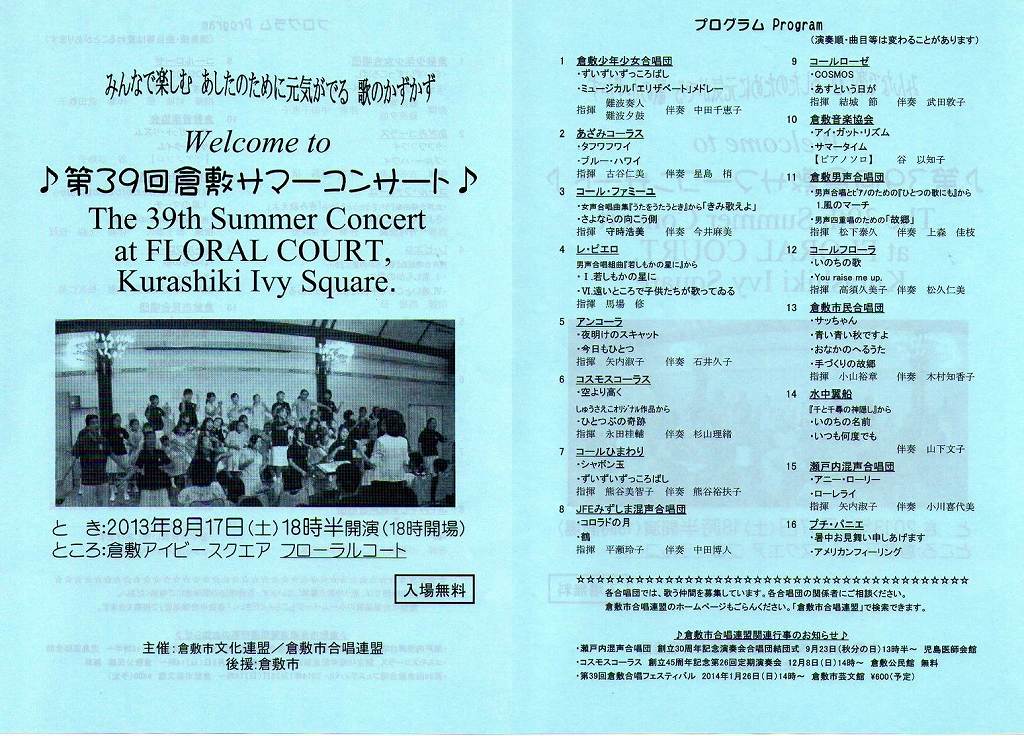 みんなで楽しむ あしたのために元気がでる 歌のかずかず
Welcome to
♪第39回倉敷サマーコンサート♪
The 39th Summer Concert
at FLORAL COURT,
Kurashiki Ivy Square.
と き:2013年8月17日(土)18時半開演(18時開場)
ところ:倉敷アイビースクエア フローラルコート
入場無料
主催:倉敷市文化連盟/倉敷市合唱連盟
後援:倉敷市
プログラム Program
(演奏順・曲目等は変わることがあります)
1 倉敷少年少女合唱団
・ずいずいずっころばし
・ミュージカル「エリザベート」メドレー
指揮 難波奏人 難波夕鼓 伴奏 中田千恵子
2 あざみコーラス
・タワフワイ
・ブルー・ハワイ
指揮 古谷仁美 伴奏 星島 梢
3 コール・ファミーユ
・女声合唱曲集『うたをうたうとき』から「きみ歌えよ」
・さよならの向こう側
指揮 守時浩美 伴奏 今井麻美
4 レ・ピエロ
男声合唱組曲『若しもかの星に』から
・Ⅰ.若しもかの星に
・Ⅵ.遠いところで子供たちが歌ってゐる
指揮 馬場 修
5 アンコーラ
・夜明けのスキャット
・今日もひとつ
指揮 矢内淑子 伴奏 石井久子
6 コスモスコーラス
・空より高く
しゅうさえこオリジナル作品から
・ひとつぶの奇跡
指揮 永田桂輔 伴奏 杉山理緒
7 コールひまわり
・シャボン玉
・ずいずいずっころばし
指揮 熊谷美智子 伴奏 熊谷裕扶子
8 JFEみずしま混声合唱団
・コロラドの月
・鶴
指揮 平瀬玲子 伴奏 中田博人
9 コールローゼ
・COSMOS
・あすという日が
指揮 結城 節 伴奏 武田敦子
10 倉敷音楽協会
・アイ・ガット・リズム
・サマータイム
【ピアノソロ】 谷 以知子
11 倉敷男声合唱団
・男声合唱とピアノのための『ひとつの歌にも』から
1.風のマーチ
・男声四重唱のための「故郷」
指揮 松下泰久 伴奏 上森 佳枝
12 コールフローラ
・いのちの歌
・You raise me up.
指揮 高須久美子 伴奏 松久仁美
13 倉敷市民合唱団
・サッちゃん
・青い青い秋ですよ
・おなかのへるうた
・手づくりの故郷
指揮 小山裕章 伴奏 木村知香子
14 水中翼船
『千と千尋の神隠し』から
・いのちの名前
・いつも何度でも
伴奏 山下文子
15 瀬戸内混声合唱団
・アニー・ローリー
・ローレライ
指揮 矢内淑子 伴奏 小川喜代美
16 プチ・パニエ
・暑中お見舞い申しあげます
・アメリカンフィーリング
☆☆☆☆☆☆☆☆☆☆☆☆☆☆☆☆☆☆☆☆☆☆☆☆☆☆☆☆☆☆☆☆☆☆☆☆☆☆☆☆
各合唱団では、歌う仲間を募集しています。各合唱団の関係者にご相談ください。
倉敷市合唱連盟のホームページもごらんください。「倉敷市合唱連盟」で検索できます。
♪倉敷市合唱連盟関連行事のお知らせ♪
・瀬戸内混声合唱団 創立30周年記念演奏会合唱団結団式 9月23日(秋分の日)13時半～ 児島医師会館
・コスモスコーラス 創立45周年記念第26回定期演奏会 12月8日(日)14時～ 倉敷公民館 無料
・第39回倉敷合唱フェスティバル 2014年1月26日(日)14時～ 倉敷市芸文館 ¥600(予定)